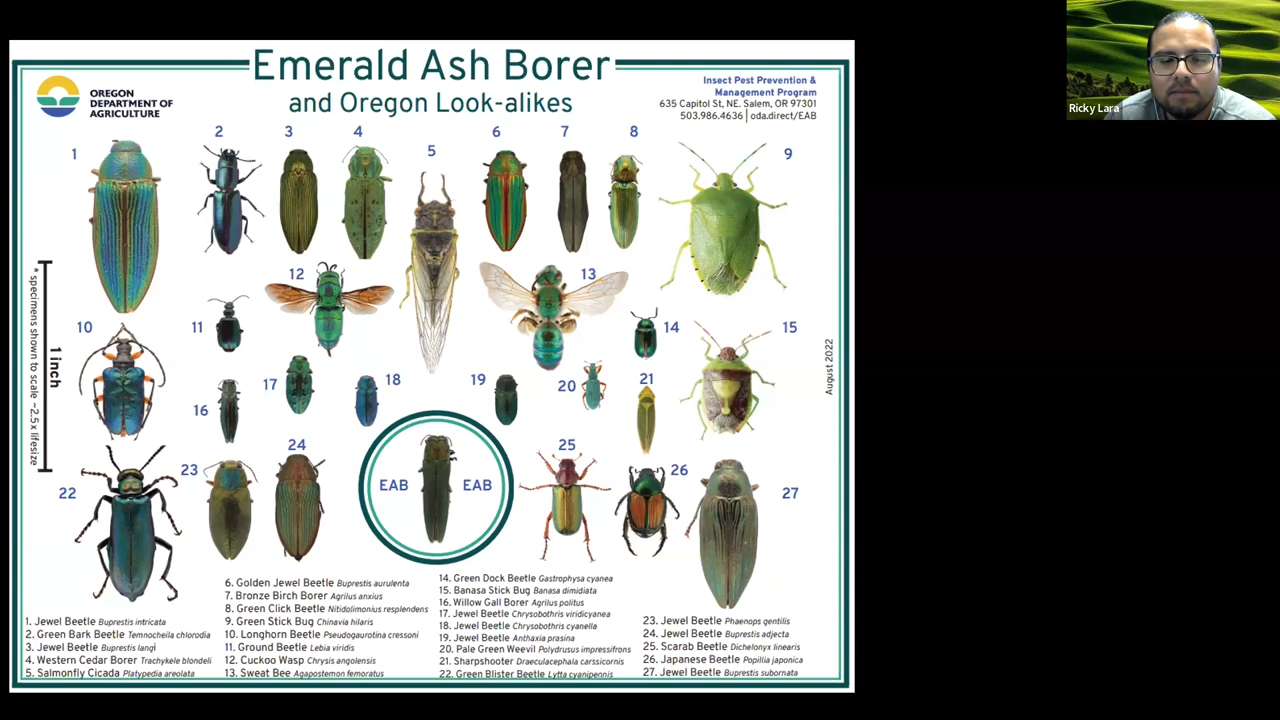 Emerald Ash Borer
and Oregon Look-alikes
OREGON
DEPARTMENT OF
AGRICULTURE
Insect Pest Prevention &
Management Program
635 Capitol St, NE. Salem, OR 97301
503.986.4636 | oda.direct/EAB
Ricky Lara
1
2
3
4
5
6
7
8
9
10
11
12
13
14
15
16
17
18
19
20
21
22
23
24
25
26
27
EAB
EAB
1 inch
* specimens shown to scale ~2.5 x lifesize
August 2022
1. Jewel Beetle Buprestis intricata
2. Green Bark Beetle Temnocheila chlorodia
3. Jewel Beetle Buprestis langi
4. Western Cedar Borer Trachykele blondeli
5. Salmonfly Cicada Platypedia areolata
6. Golden Jewel Beetle Buprestis aurulenta
7. Bronze Birch Borer Agrilus anxius
8. Green Click Beetle Nitidolimonius resplendens
9. Green Stick Bug Chinavia hilaris
10. Longhorn Beetle Pseudogaurotina cressoni
11. Ground Beetle Lebia viridis
12. Cuckoo Wasp Chrysis angolensis
13. Sweat Bee Agapostemon femoratus
14. Green Dock Beetle Gastrophysa cyanea
15. Banasa Stick Bug Banasa dimidiata
16. Willow Gall Borer Agrilus politus
17. Jewel Beetle Chrysobothris viridicyanea
18. Jewel Beetle Chrysobothris cyanella
19. Jewel Beetle Anthaxia prasina
20. Pale Green Weevil Polydrusus impressifrons
21. Sharpshooter Draeculacephala carssicornis
22. Green Blister Beetle Lytta cyanipennis
23. Jewel Beetle Phaenops gentilis
24. Jewel Beetle Buprestis adjecta
25. Scarab Beetle Dichelonyx linearis
26. Japanese Beetle Popillia japonica
27. Jewel Beetle Buprestis subornata